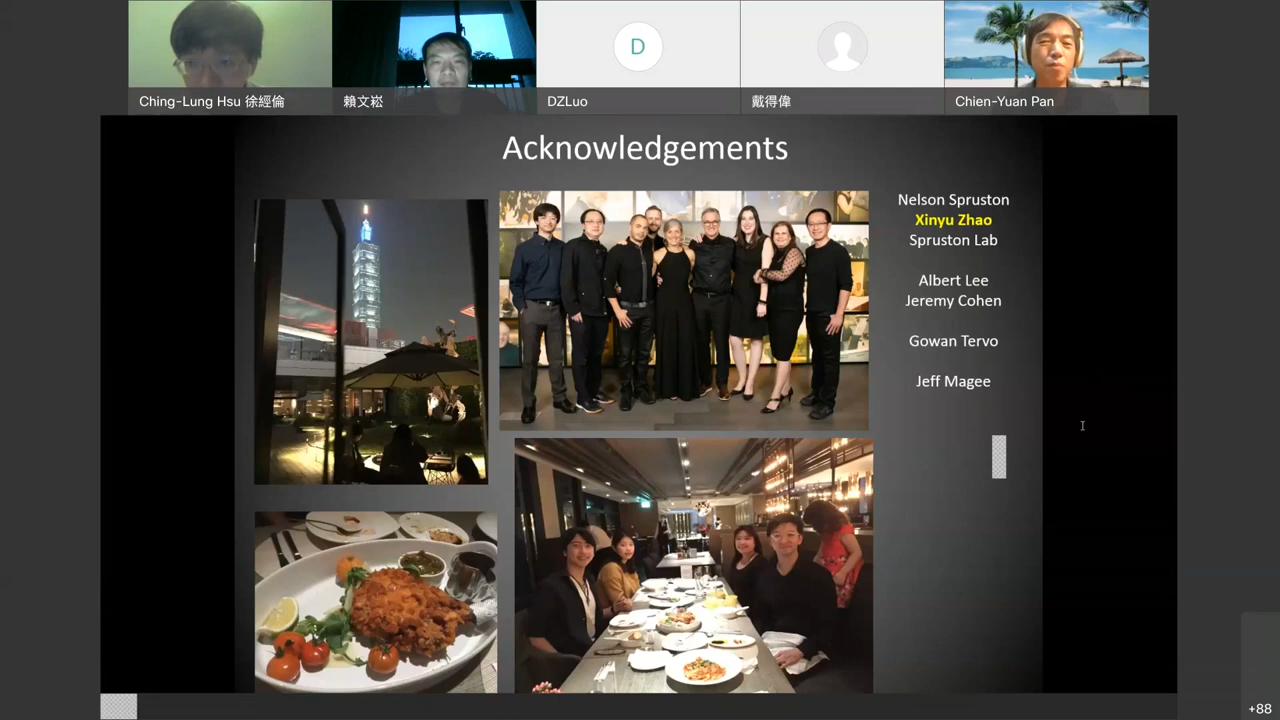 Ching-Lung Hsu 徐經倫
賴文崧
DZLuo
戴得偉
Chien-Yuan Pan
D
Acknowledgements
Nelson Spruston
Xinyu Zhao
Spruston Lab
Albert Lee
Jeremy Cohen
Gowan Tervo
Jeff Magee
+88